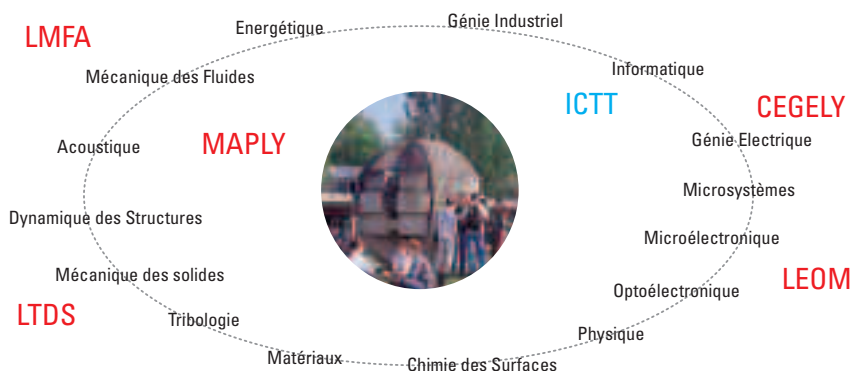 Génie Industriel
Energétique
LMFA
Informatique
Mécanique des Fluides
ICTT
CEGELY
MAPLY
Acoustique
Génie Electrique
Microsystèmes
Dynamique des Structures
Microélectronique
Mécanique des solides
LEOM
Optoélectronique
LTDS
Tribologie
Physique
Matériaux
Chimie des Surfaces